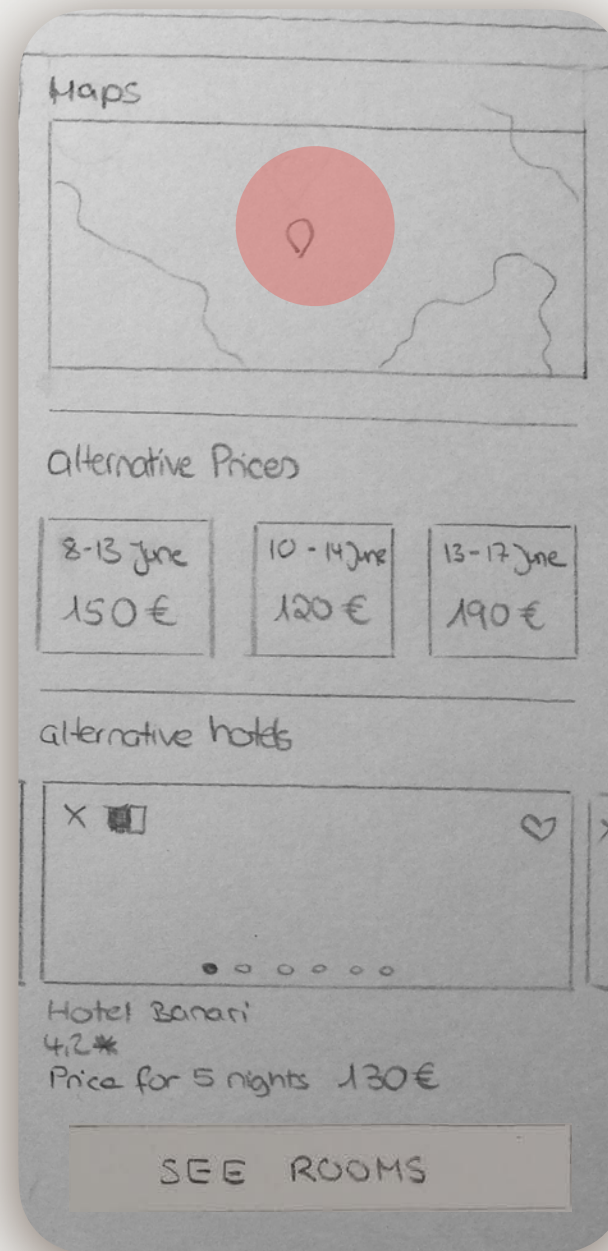 Maps
alternative Prices
8-13 June
150€
10-14 June
120€
13-17 June
190€
alternative hotels
Hotel Banari
4,2*
Price for 5 nights 130€
SEE ROOMS